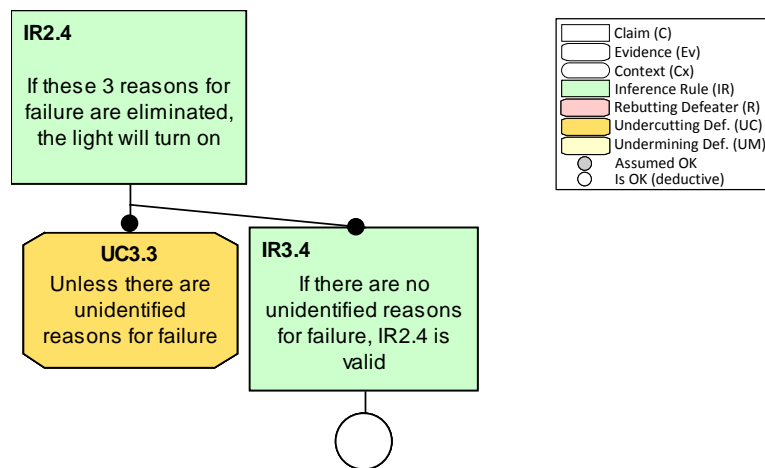 IR2.4
If these 3 reasons for
failure are eliminated,
the light will turn on
UC3.3
Unless there are
unidentified
reasons for failure
IR3.4
If there are no
unidentified reasons
for failure, IR2.4 is
valid
Claim (C)
Evidence (Ev)
Context (Cx)
Inference Rule (IR)
Rebutting Defeater (R)
Undercutting Def. (UC)
Undermining Def. (UM)
Assumed OK
Is OK (deductive)